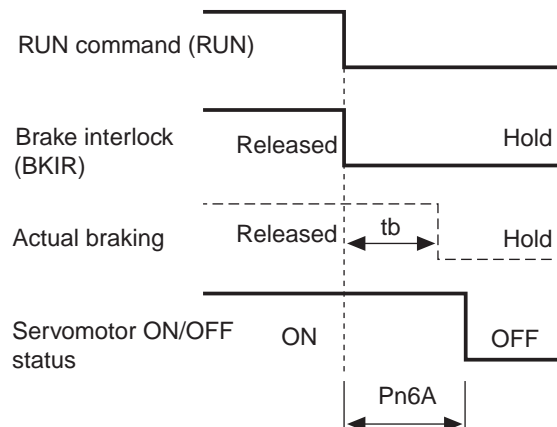 RUN command (RUN)
Brake interlock
(BKIR)
Released
Hold
Actual braking
Released
tb
Hold
Servomotor ON/OFF
status
ON
OFF
Pn6A